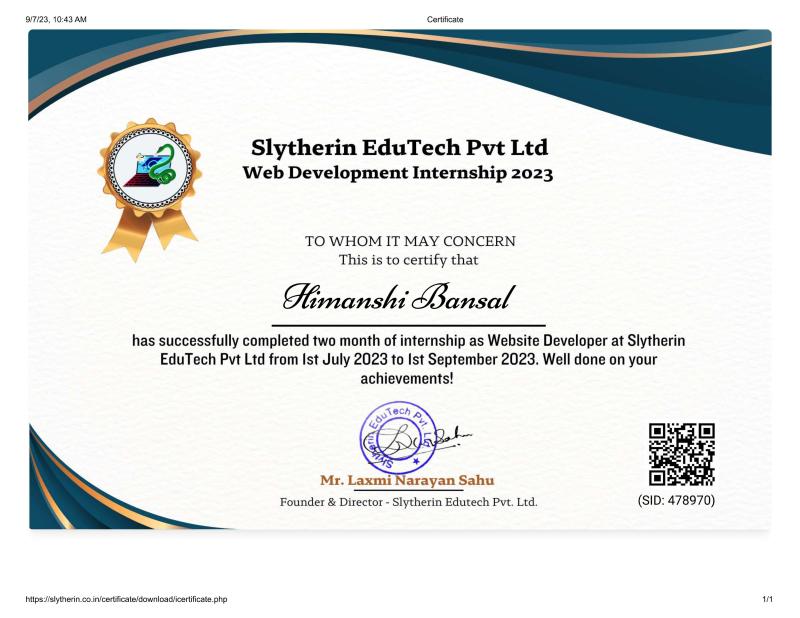 9/7/23, 10:43 AM
Certificate
Slytherin EduTech Pvt Ltd
Web Development Internship 2023
TO WHOM IT MAY CONCERN
This is to certify that
Himanshi Bansal
has successfully completed two month of internship as Website Developer at Slytherin
EduTech Pvt Ltd from Ist July 2023 to Ist September 2023. Well done on your
achievements!
Slytherin EduTech Pvt. Ltd.
Mr. Laxmi Narayan Sahu
Founder & Director - Slytherin Edutech Pvt. Ltd.
(SID: 478970)
https://slytherin.co.in/certificate/download/icertificate.php
1/1